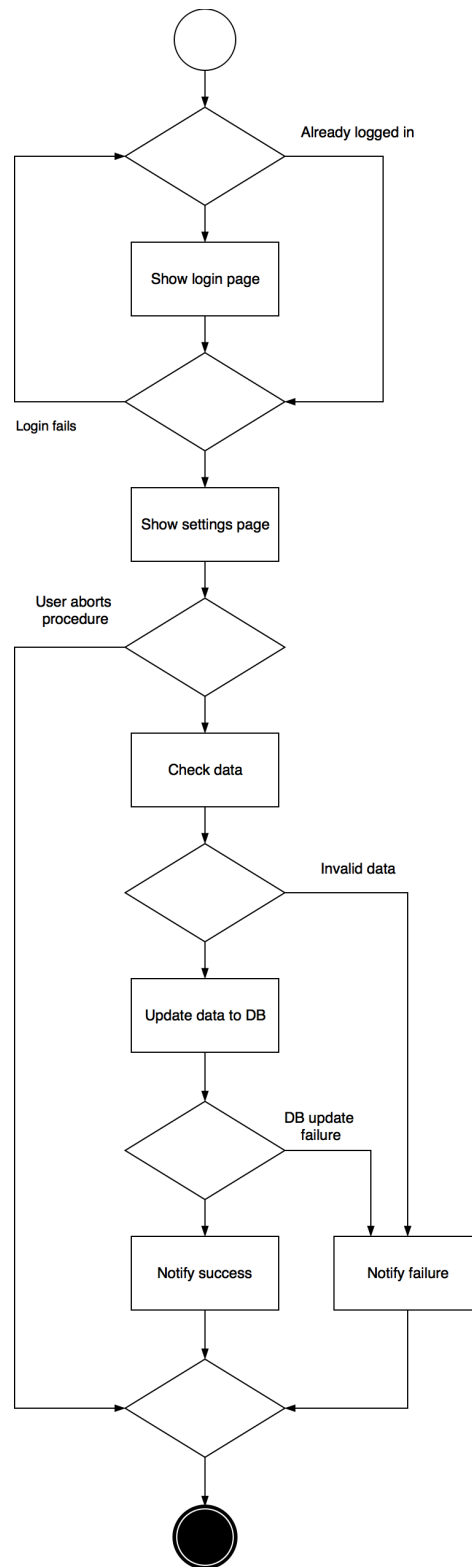 Already logged in
Show login page
Login fails
Show settings page
User aborts
procedure
Check data
Invalid data
Update data to DB
DB update
failure
Notify success
Notify failure